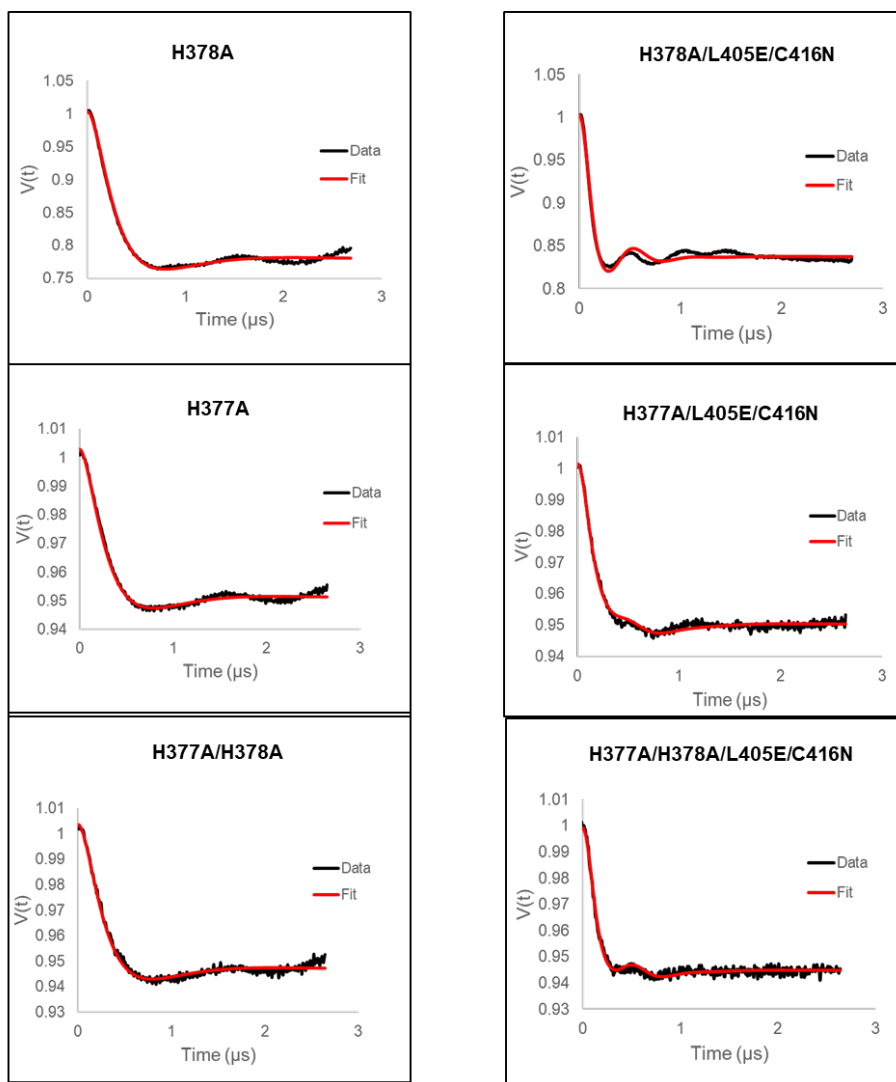 H378A
1.05
1
0.95
0.9
0.85
0.8
0.75
V(t)
0
1
2
3
Time (µs)
Data
Fit
H378A/L405E/C416N
1.05
1
0.95
0.9
0.85
0.8
V(t)
0
1
2
3
Time (µs)
Data
Fit
H377A
1.01
1
0.99
0.98
0.97
0.96
0.95
0.94
V(t)
0
1
2
3
Time (µs)
Data
Fit
H377A/L405E/C416N
1.01
1
0.99
0.98
0.97
0.96
0.95
0.94
V(t)
0
1
2
3
Time (µs)
Data
Fit
H377A/H378A
1.01
1
0.99
0.98
0.97
0.96
0.95
0.94
0.93
V(t)
0
1
2
3
Time (µs)
Data
Fit
H377A/H378A/L405E/C416N
1.01
1
0.99
0.98
0.97
0.96
0.95
0.94
0.93
V(t)
0
1
2
3
Time (µs)
Data
Fit